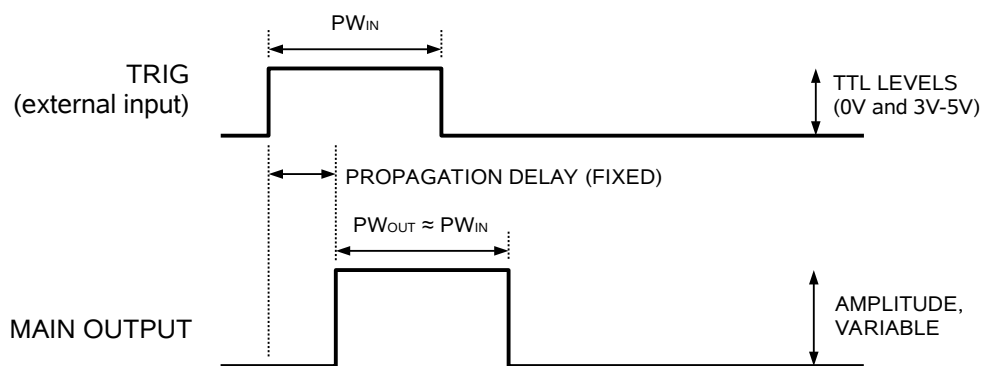 PWIN
TRIG
(external input)
TTL LEVELS
(0V and 3V-5V)
PROPAGATION DELAY (FIXED)
PWOUT ≈ PWIN
MAIN OUTPUT
AMPLITUDE,
VARIABLE